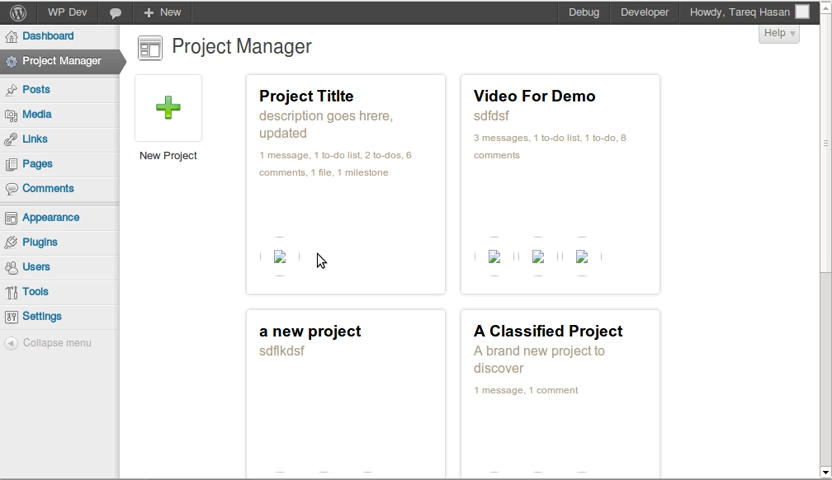 WP Dev
New
Debug
Developer
Howdy, Tareq Hasan
Help
Dashboard
Project Manager
Posts
Media
Links
Pages
Comments
Appearance
Plugins
Users
Tools
Settings
Collapse menu
Project Manager
New Project
Project Titlte
description goes hrere,
updated
1 message, 1 to-do list, 2 to-dos, 6
comments, 1 file, 1 milestone
Video For Demo
sdfdsf
3 messages, 1 to-do list, 1 to-do, 8
comments
a new project
sdflkdsf
A Classified Project
A brand new project to
discover
1 message, 1 comment